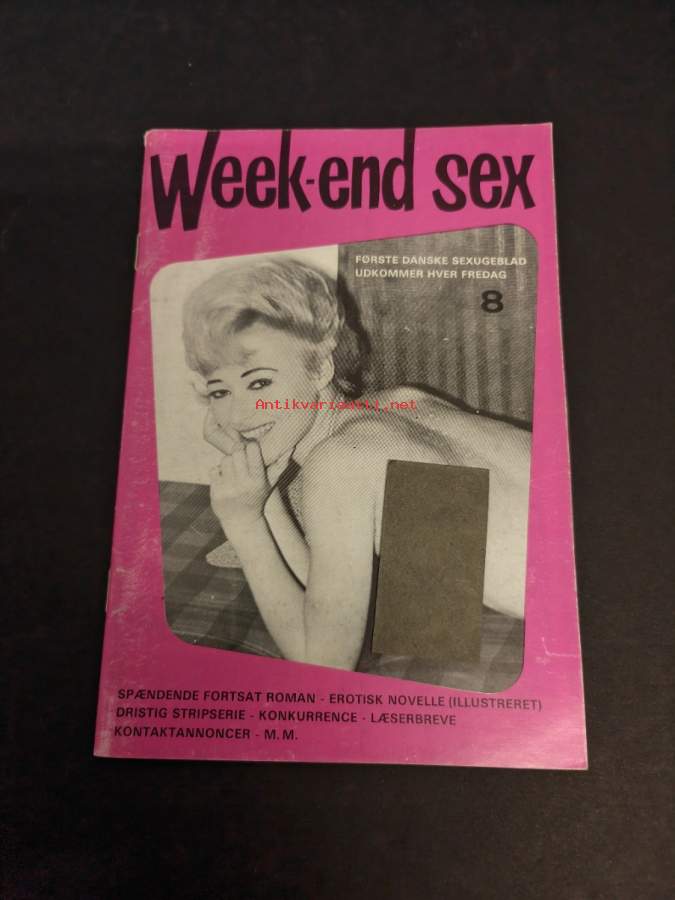 Week-end sex
FØRSTE DANSKE SEXUGEBLAD
UDKOMMER HVER FREDAG
8
Antikvariaatti.net
SPÆNDENDE FORTSAT ROMAN - EROTISK NOVELLE (ILLUSTRERET)
DRISTIG STRIPSERIE - KONKURRENCE - LÆSERBREVE
KONTAKTANNONCER - M.M.